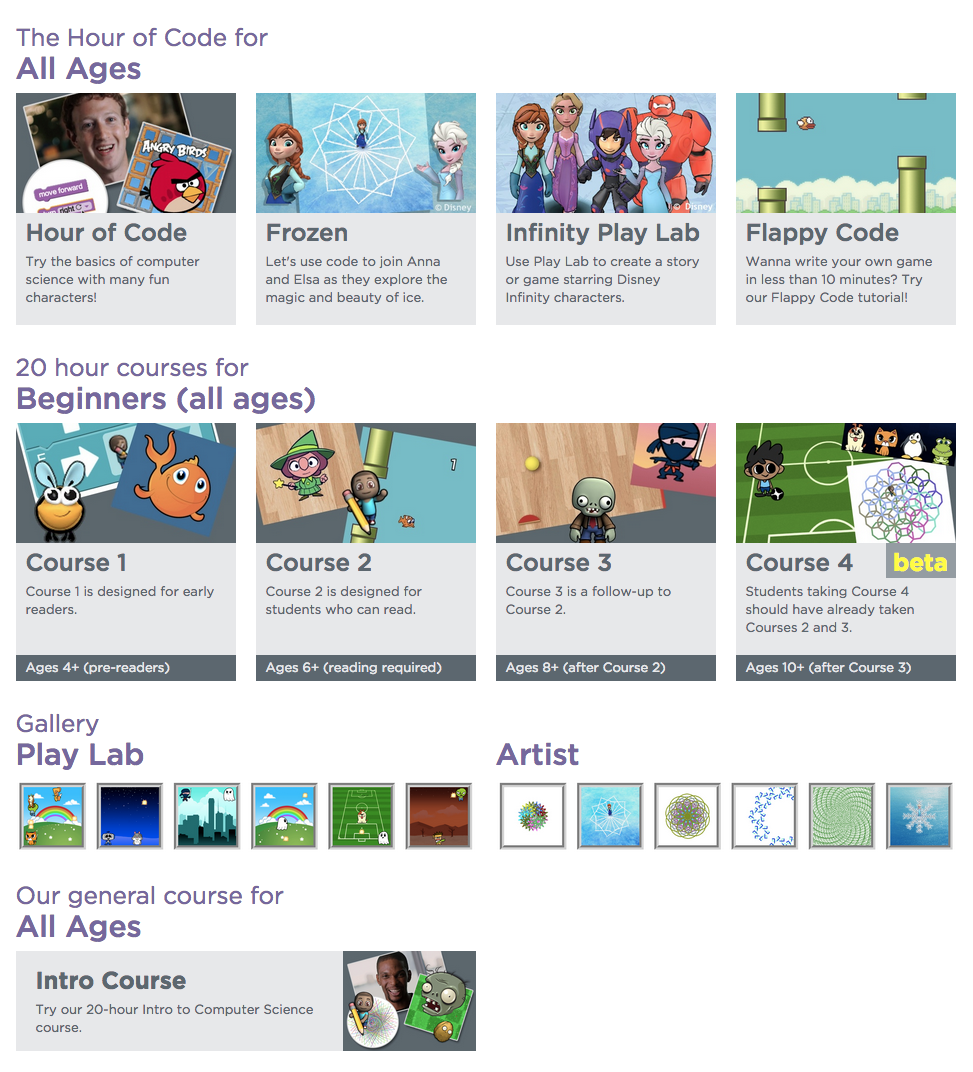 The Hour of Code for
All Ages
move forward
turn right
ANGRY BIRDS
Hour of Code
Try the basics of computer
science with many fun
characters!
© Disney
Frozen
Let's use code to join Anna
and Elsa as they explore the
magic and beauty of ice.
© Disney
Infinity Play Lab
Use Play Lab to create a story
or game starring Disney
Infinity characters.
Flappy Code
Wanna write your own game
in less than 10 minutes? Try
our Flappy Code tutorial!
20 hour courses for
Beginners (all ages)
E
Course 1
Course 1 is designed for early
readers.
Ages 4+ (pre-readers)
1
Course 2
Course 2 is designed for
students who can read.
Ages 6+ (reading required)
Course 3
Course 3 is a follow-up to
Course 2.
Ages 8+ (after Course 2)
Course 4
beta
Students taking Course 4
should have already taken
Courses 2 and 3.
Ages 10+ (after Course 3)
Gallery
Play Lab
Artist
Our general course for
All Ages
Intro Course
Try our 20-hour Intro to Computer Science
course.